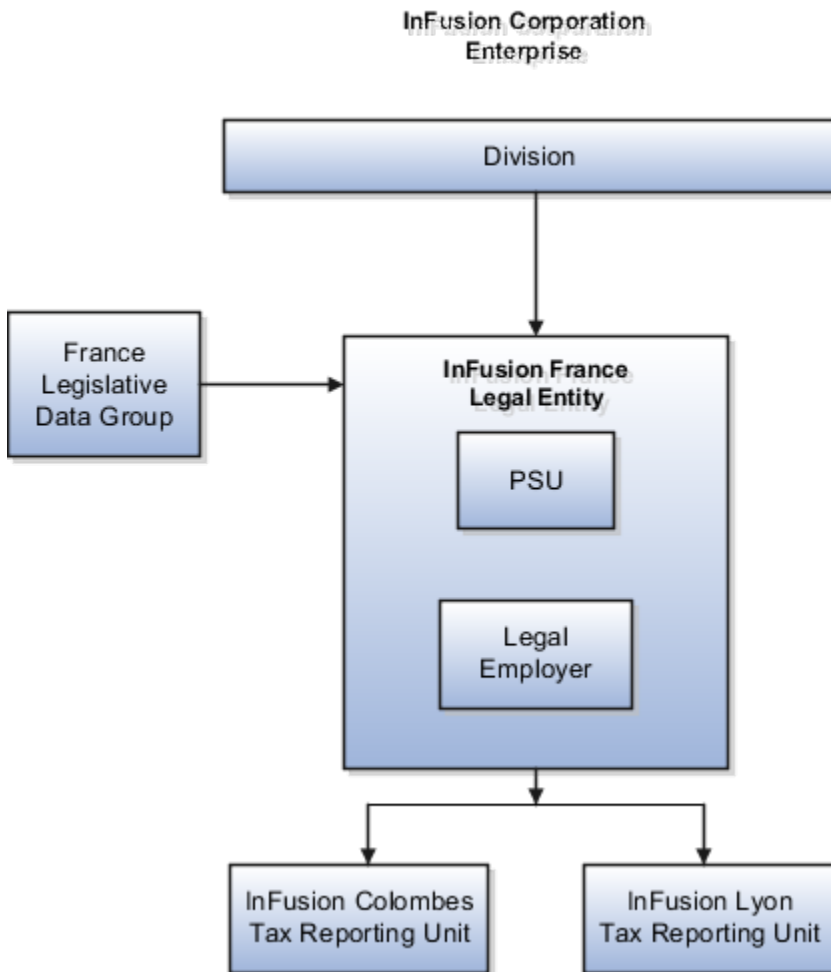 InFusion Corporation
Enterprise
Division
France
Legislative
Data Group
InFusion France
Legal Entity
PSU
Legal
Employer
InFusion Colombes
Tax Reporting Unit
InFusion Lyon
Tax Reporting Unit